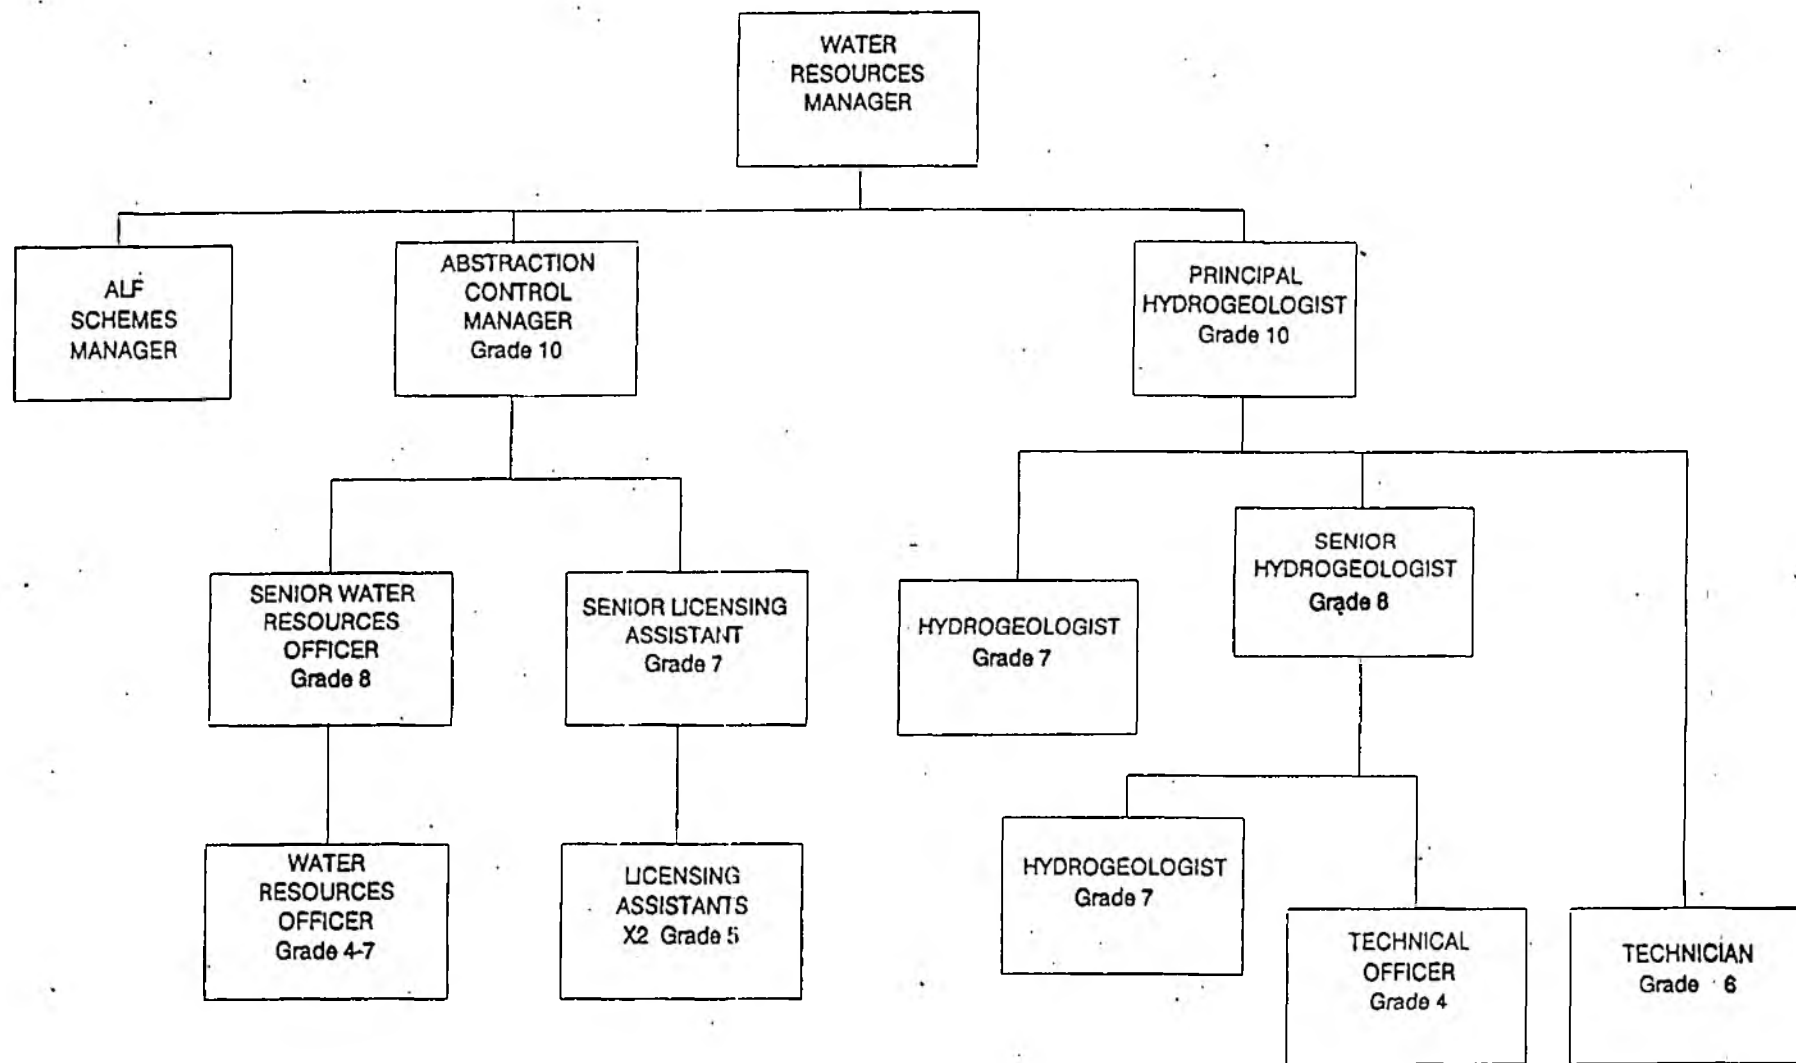 WATER
RESOURCES
MANAGER
ALF
SCHEMES
MANAGER
ABSTRACTION
CONTROL
MANAGER
Grade 10
PRINCIPAL
HYDROGEOLOGIST
Grade 10
SENIOR WATER
RESOURCES
OFFICER
Grade 8
SENIOR LICENSING
ASSISTANT
Grade 7
HYDROGEOLOGIST
Grade 7
SENIOR
HYDROGEOLOGIST
Grade 8
WATER
RESOURCES
OFFICER
Grade 4-7
LICENSING
ASSISTANTS
X2 Grade 5
HYDROGEOLOGIST
Grade 7
TECHNICAL
OFFICER
Grade 4
TECHNICIAN
Grade 6